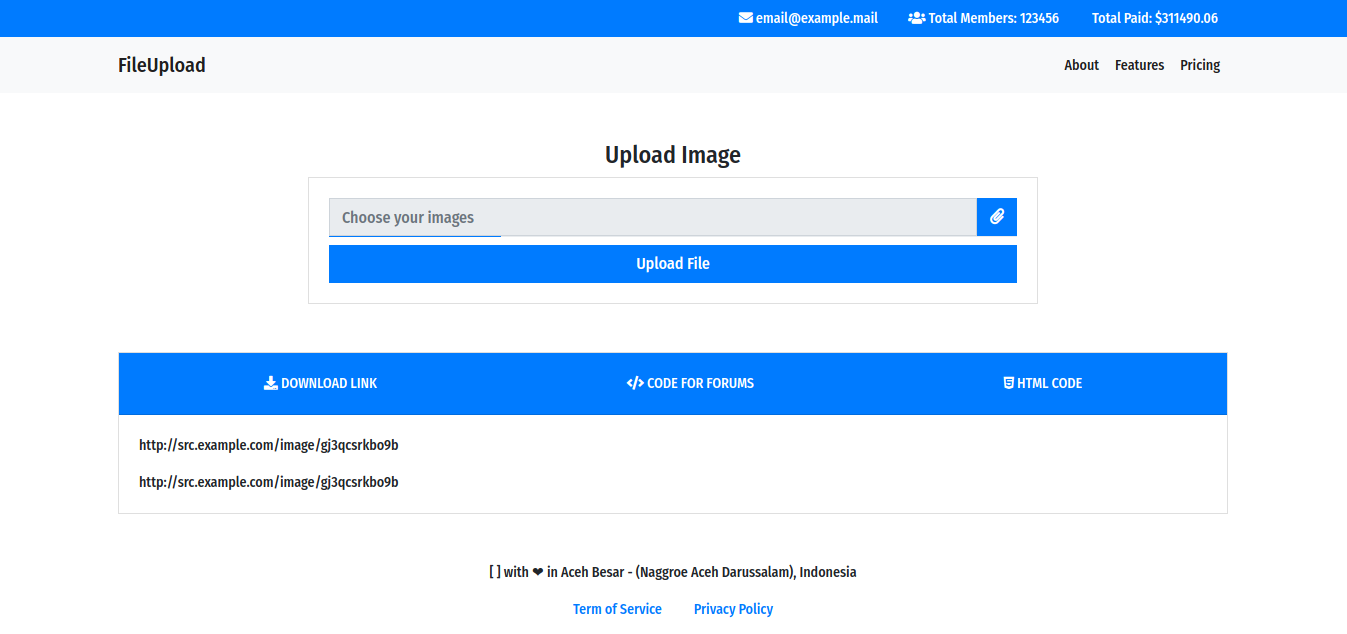 email@example.mail Total Members: 123456 Total Paid: $311490.06
FileUpload About Features Pricing
Upload Image
Choose your images
Upload File
DOWNLOAD LINK </> CODE FOR FORUMS HTML CODE
http://src.example.com/image/gj3qcsrkbo9b
http://src.example.com/image/gj3qcsrkbo9b
[ ] with ❤ in Aceh Besar - (Naggroe Aceh Darussalam), Indonesia
Term of Service Privacy Policy